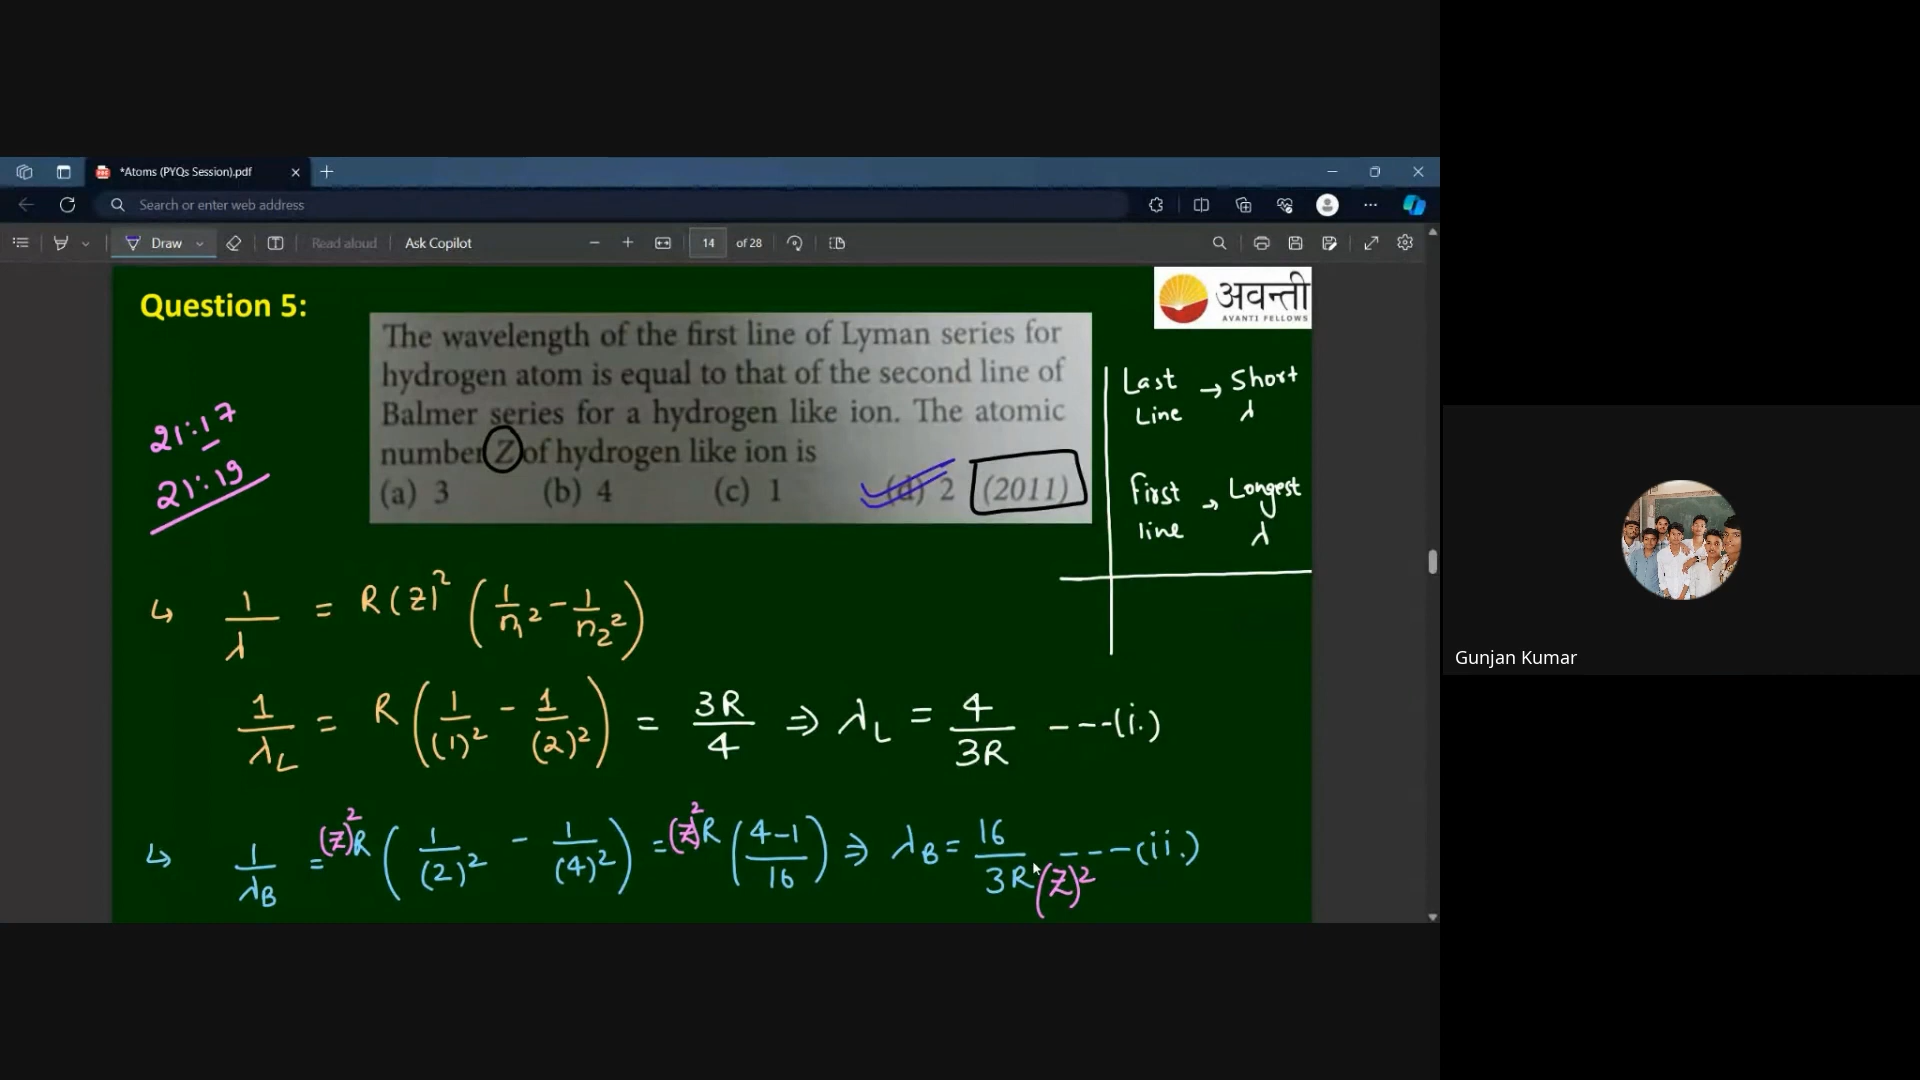 *Atoms (PYQs Session).pdf
Search or enter web address
Draw
Read aloud
Ask Copilot
14 of 28
Question 5:
अवन्ती
AVANTI FELLOWS
The wavelength of the first line of Lyman series for
hydrogen atom is equal to that of the second line of
Balmer series for a hydrogen like ion. The atomic
number Z of hydrogen like ion is
(a) 3 (b) 4 (c) 1 (d) 2 (2011)
21:17
21:19
Last Line → Short λ
First line → Longest λ
↳ 1/λ = R(Z)² (1/n₁² - 1/n₂²)
1/λL = R(1/(1)² - 1/(2)²) = 3R/4 ⇒ λL = 4/3R ---(i.)
↳ 1/λB = (Z)²R(1/(2)² - 1/(4)²) = (Z)²R(4-1/16) ⇒ λB = 16/3R(Z)² ---(ii.)
Gunjan Kumar